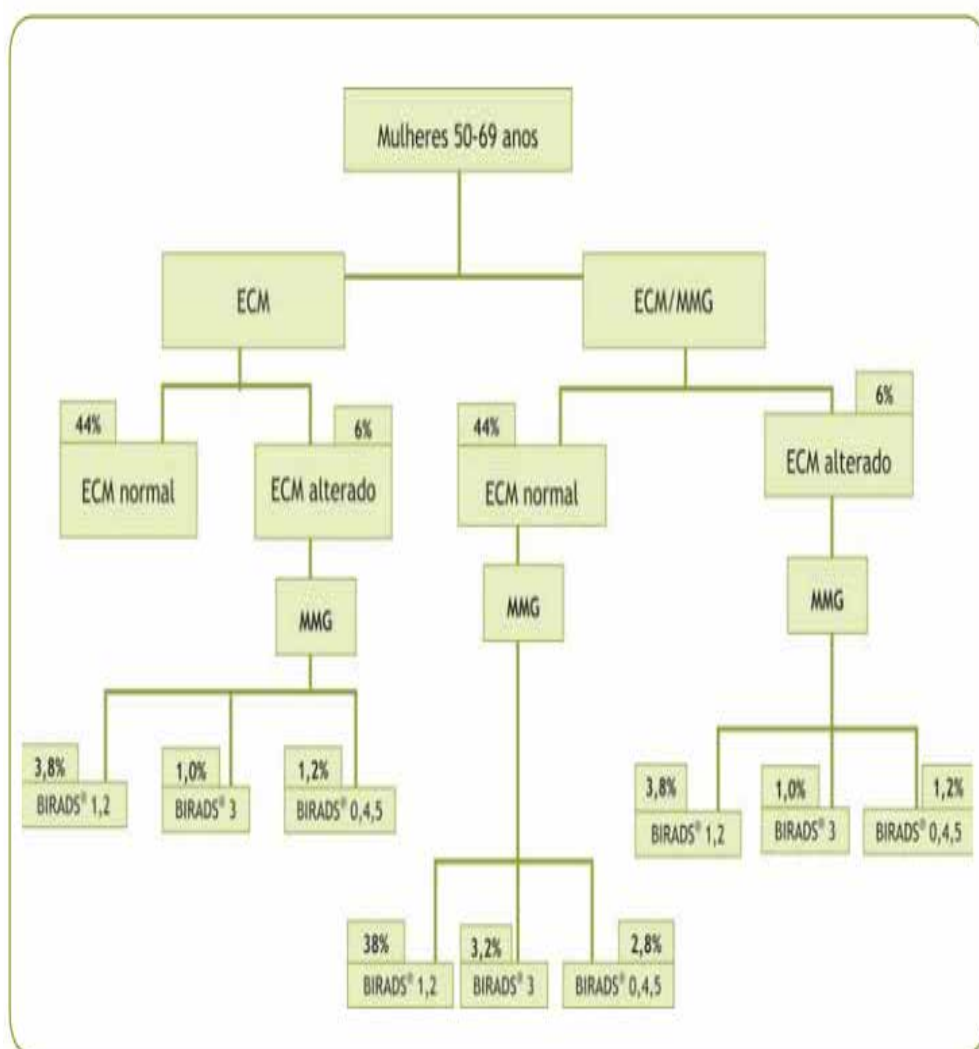 Mulheres 50-69 anos
ECM
ECM/MMG
44%
ECM normal
6%
ECM alterado
44%
ECM normal
6%
ECM alterado
MMG
MMG
MMG
3,8%
BIRADS® 1,2
1,0%
BIRADS® 3
1,2%
BIRADS® 0,4,5
38%
BIRADS® 1,2
3,2%
BIRADS® 3
2,8%
BIRADS® 0,4,5
3,8%
BIRADS® 1,2
1,0%
BIRADS® 3
1,2%
BIRADS® 0,4,5